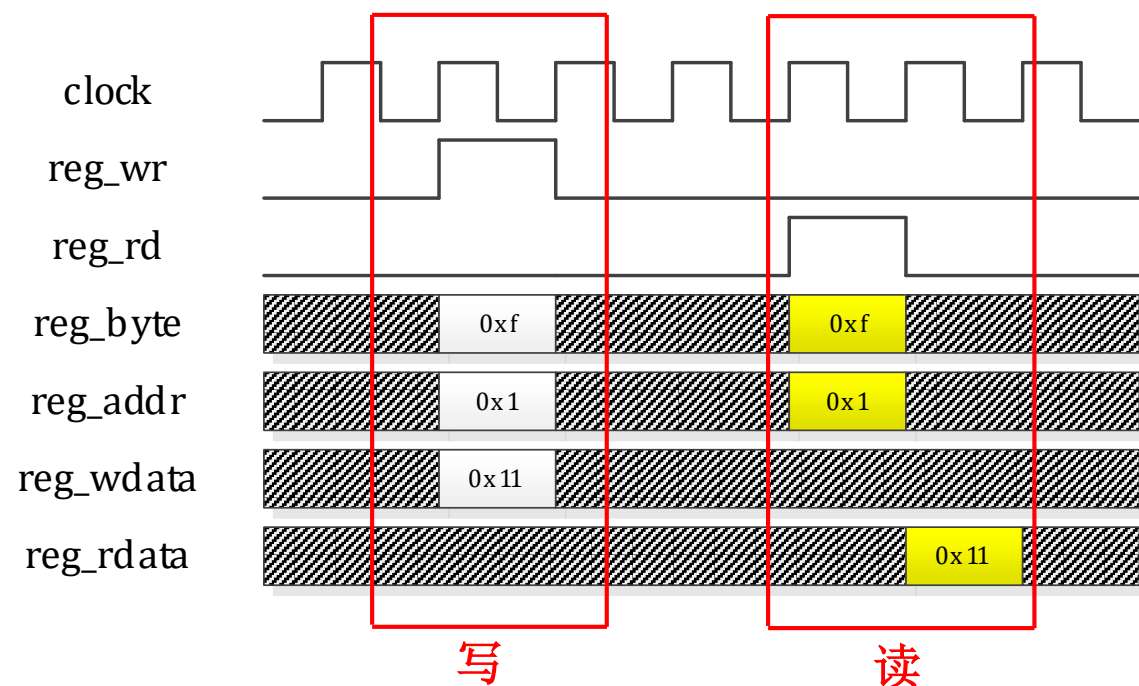 clock
reg_wr
reg_rd
reg_byte 0xf 0xf
reg_addr 0x1 0x1
reg_wdata 0x11
reg_rdata 0x11
写 读